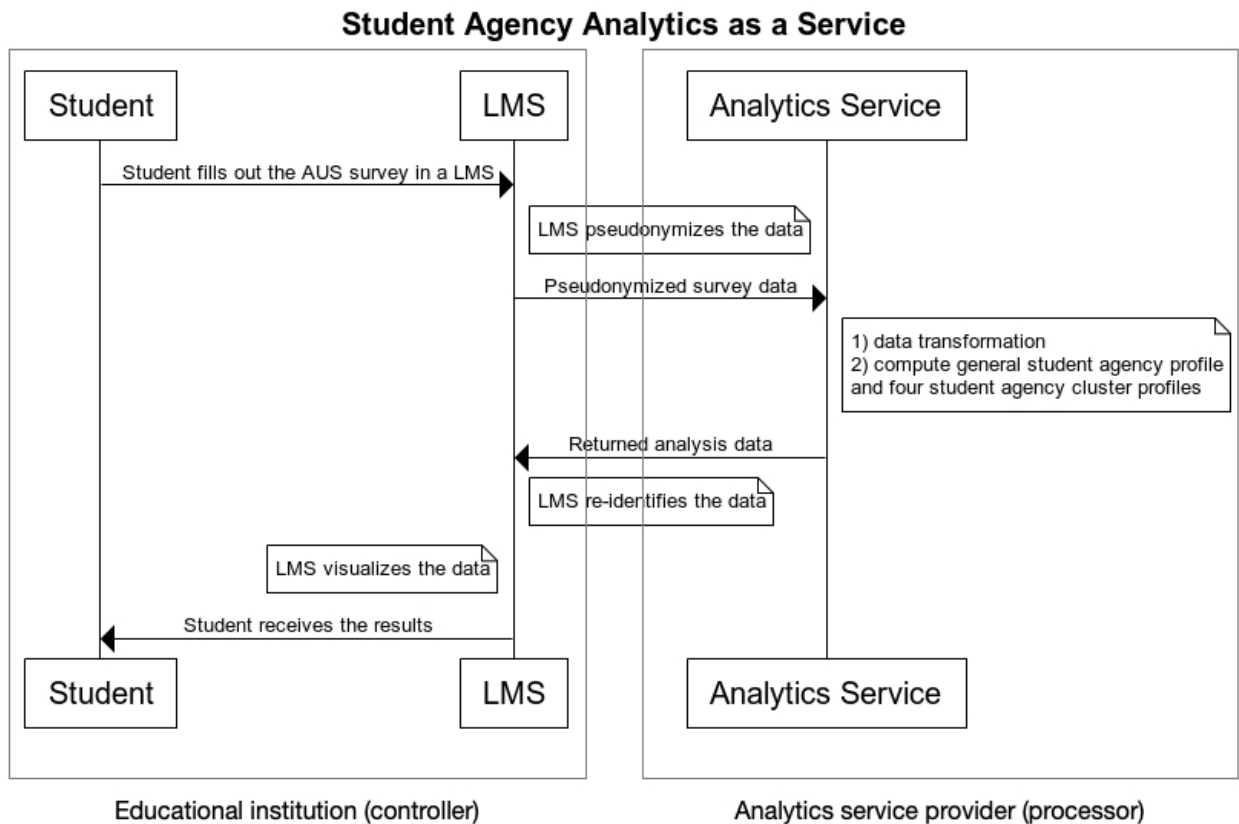 Student Agency Analytics as a Service
Student
LMS
Analytics Service
Student fills out the AUS survey in a LMS
LMS pseudonymizes the data
Pseudonymized survey data
1) data transformation
2) compute general student agency profile
and four student agency cluster profiles
Returned analysis data
LMS re-identifies the data
LMS visualizes the data
Student receives the results
Student
LMS
Analytics Service
Educational institution (controller)
Analytics service provider (processor)